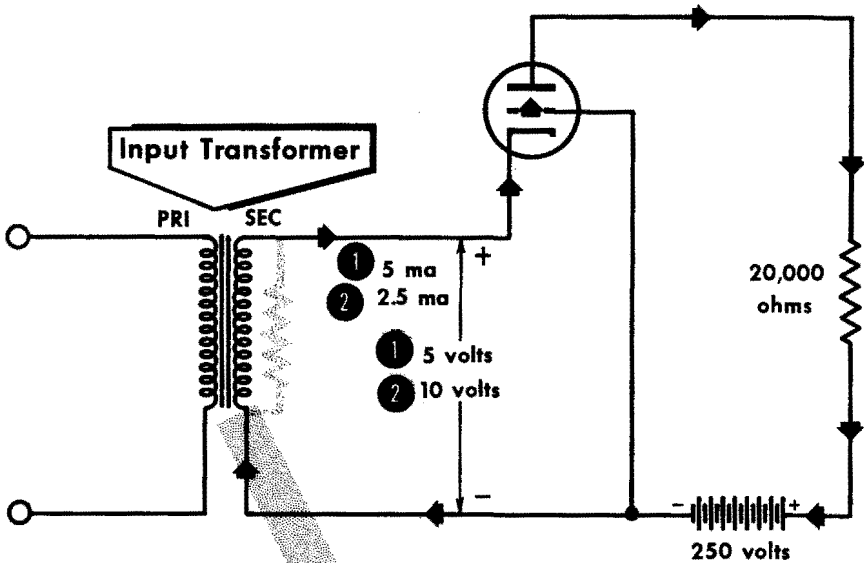 Input Transformer
PRI SEC
1 5 ma
2 2.5 ma
1 5 volts
2 10 volts
+
-
20,000
ohms
- +
250 volts